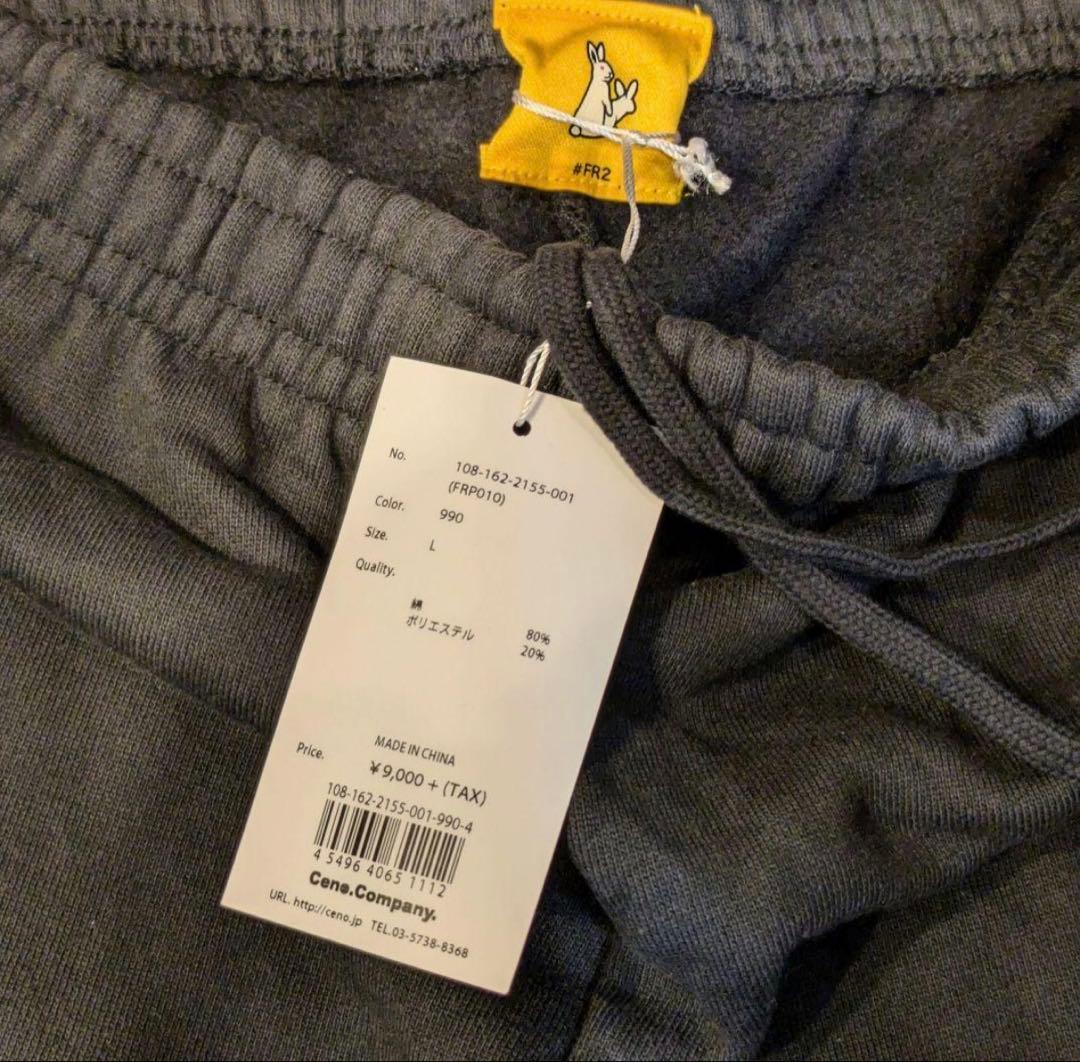 #FR2
No. 108-162-2155-001
(FRP010)
Color. 990
Size. L
Quality.
綿 80%
ポリエステル 20%
MADE IN CHINA
Price. ¥9,000 + (TAX)
108-162-2155-001-990-4
4 5496 4065 1112
Ceno.Company.
URL. http://ceno.jp TEL.03-5738-8368